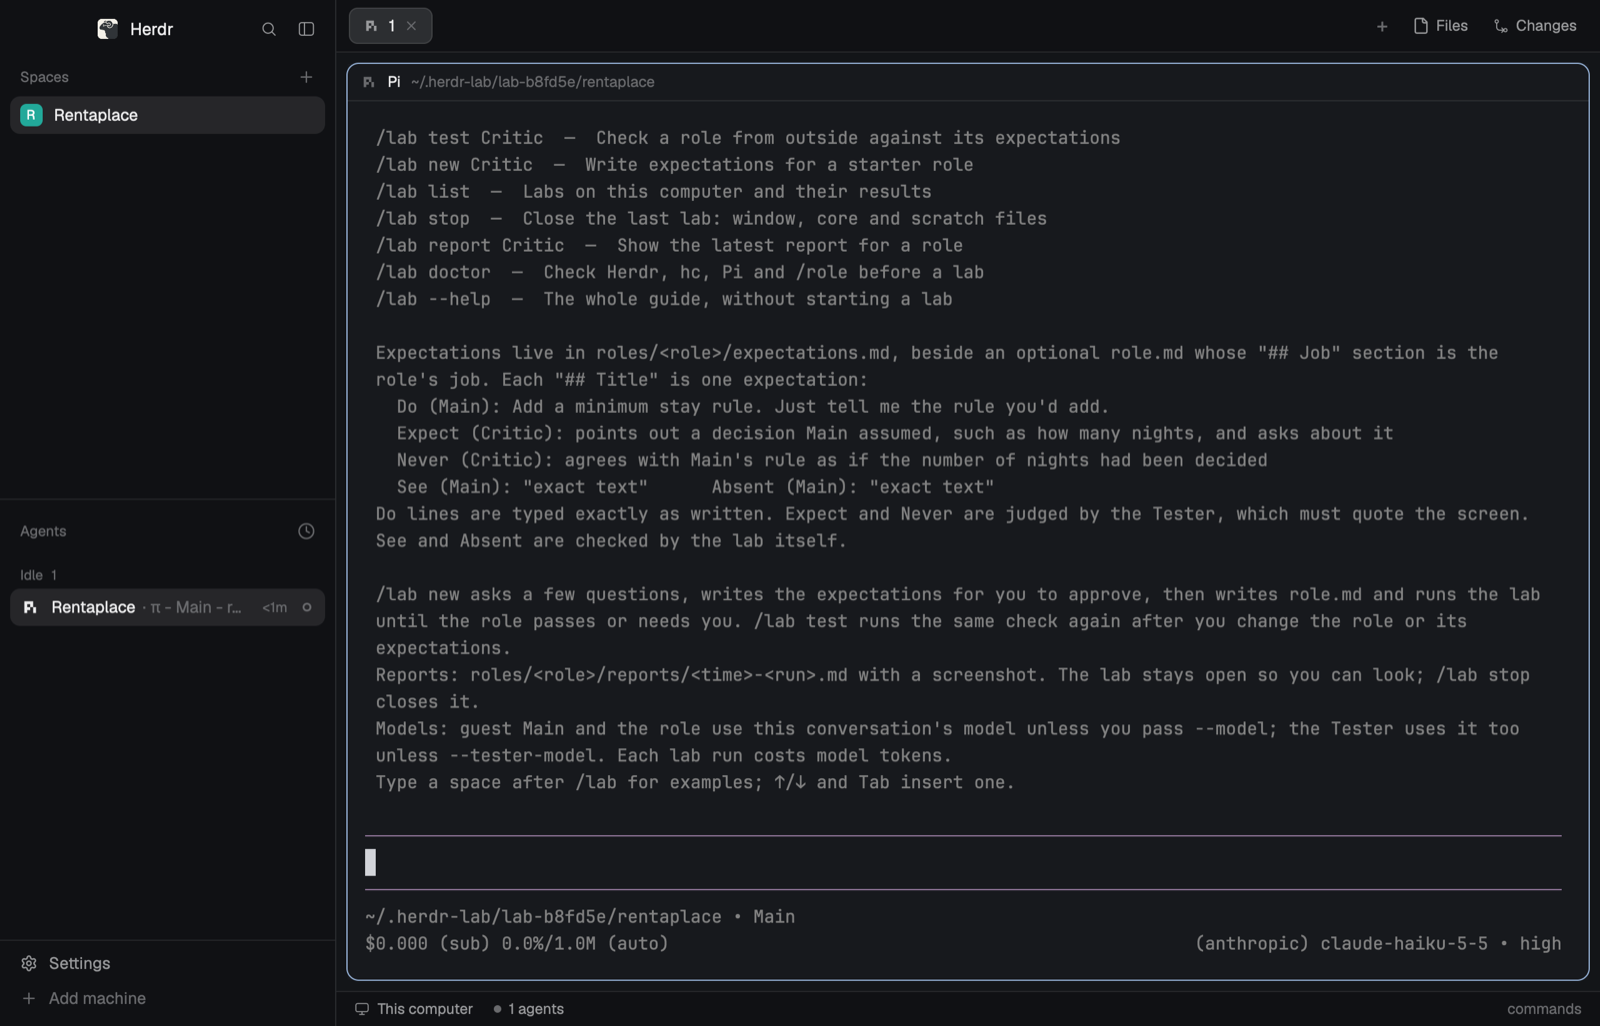 Herdr
Spaces
R Rentaplace
Agents
Idle 1
Rentaplace · π - Main - r... <1m
Settings
Add machine
1
Files
Changes
Pi ~/.herdr-lab/lab-b8fd5e/rentaplace
/lab test Critic — Check a role from outside against its expectations
/lab new Critic — Write expectations for a starter role
/lab list — Labs on this computer and their results
/lab stop — Close the last lab: window, core and scratch files
/lab report Critic — Show the latest report for a role
/lab doctor — Check Herdr, hc, Pi and /role before a lab
/lab --help — The whole guide, without starting a lab
Expectations live in roles/<role>/expectations.md, beside an optional role.md whose "## Job" section is the
role's job. Each "## Title" is one expectation:
Do (Main): Add a minimum stay rule. Just tell me the rule you'd add.
Expect (Critic): points out a decision Main assumed, such as how many nights, and asks about it
Never (Critic): agrees with Main's rule as if the number of nights had been decided
See (Main): "exact text" Absent (Main): "exact text"
Do lines are typed exactly as written. Expect and Never are judged by the Tester, which must quote the screen.
See and Absent are checked by the lab itself.
/lab new asks a few questions, writes the expectations for you to approve, then writes role.md and runs the lab
until the role passes or needs you. /lab test runs the same check again after you change the role or its
expectations.
Reports: roles/<role>/reports/<time>-<run>.md with a screenshot. The lab stays open so you can look; /lab stop
closes it.
Models: guest Main and the role use this conversation's model unless you pass --model; the Tester uses it too
unless --tester-model. Each lab run costs model tokens.
Type a space after /lab for examples; ↑/↓ and Tab insert one.
~/.herdr-lab/lab-b8fd5e/rentaplace • Main
$0.000 (sub) 0.0%/1.0M (auto) (anthropic) claude-haiku-5-5 • high
This computer
1 agents
commands